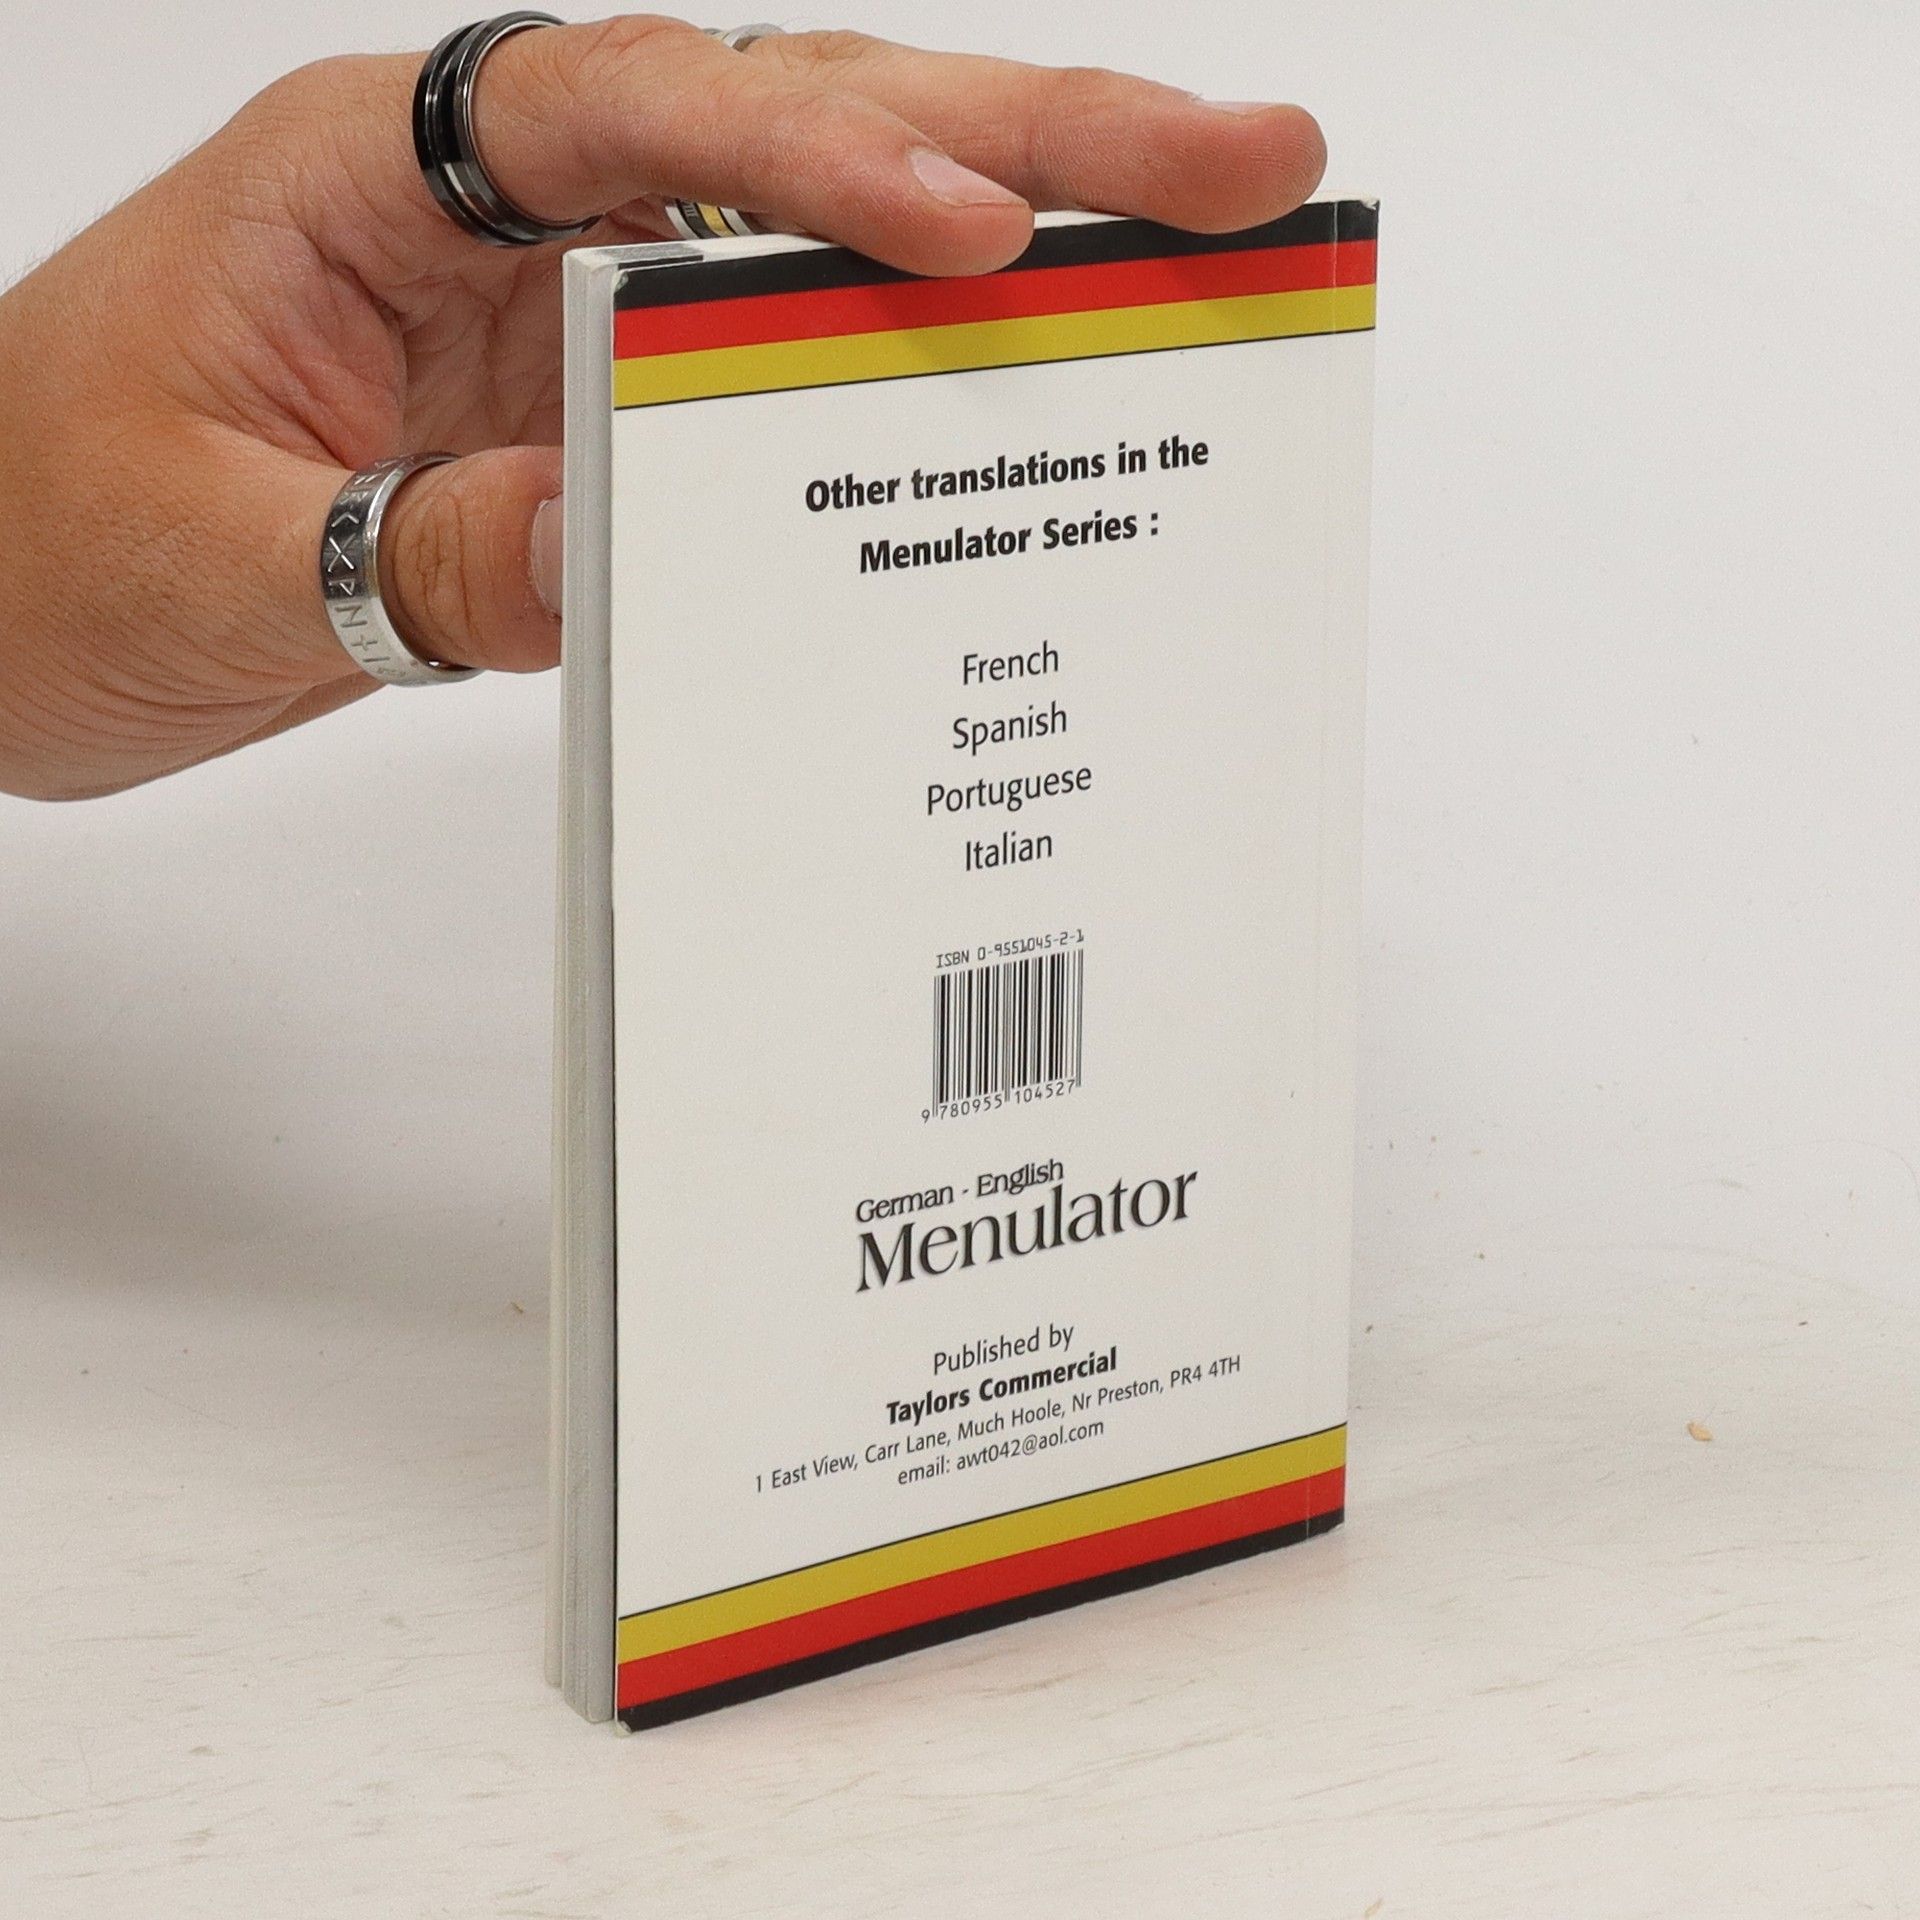 Other translations in the
Menulator Series :
French
Spanish
Portuguese
Italian
ISBN 0-9551045-2-1
9 780955 104527
German - English
Menulator
Published by
Taylors Commercial
1 East View, Carr Lane, Much Hoole, Nr Preston, PR4 4TH
email: awt042@aol.com